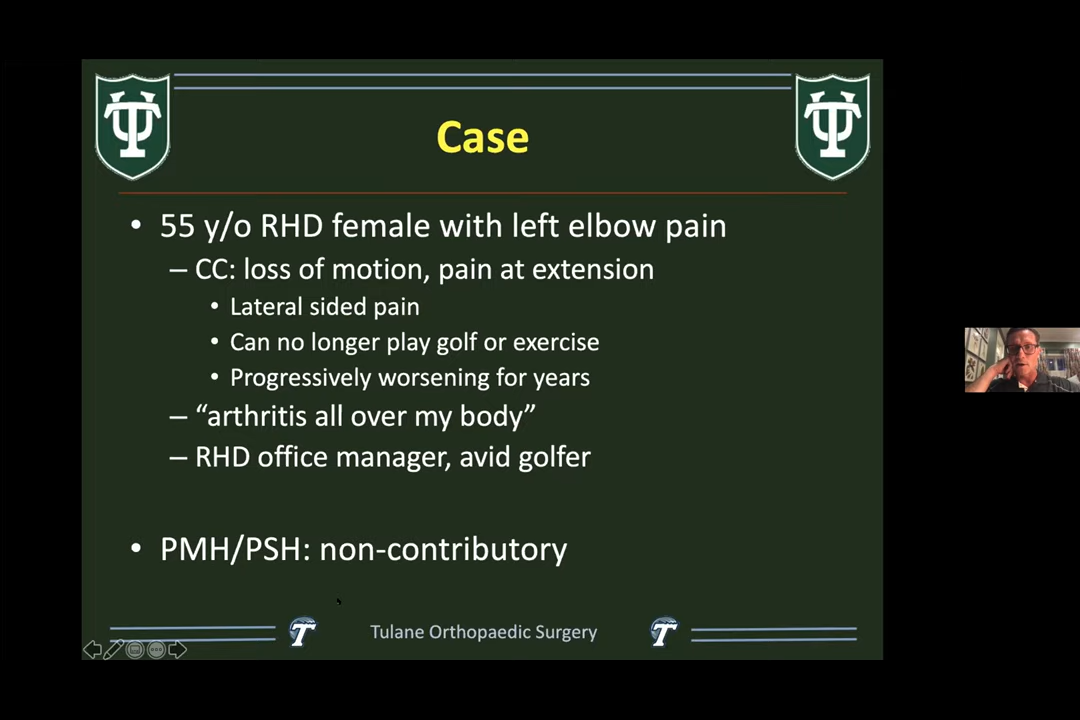 Case
• 55 y/o RHD female with left elbow pain
– CC: loss of motion, pain at extension
• Lateral sided pain
• Can no longer play golf or exercise
• Progressively worsening for years
– “arthritis all over my body”
– RHD office manager, avid golfer
• PMH/PSH: non-contributory
T Tulane Orthopaedic Surgery T